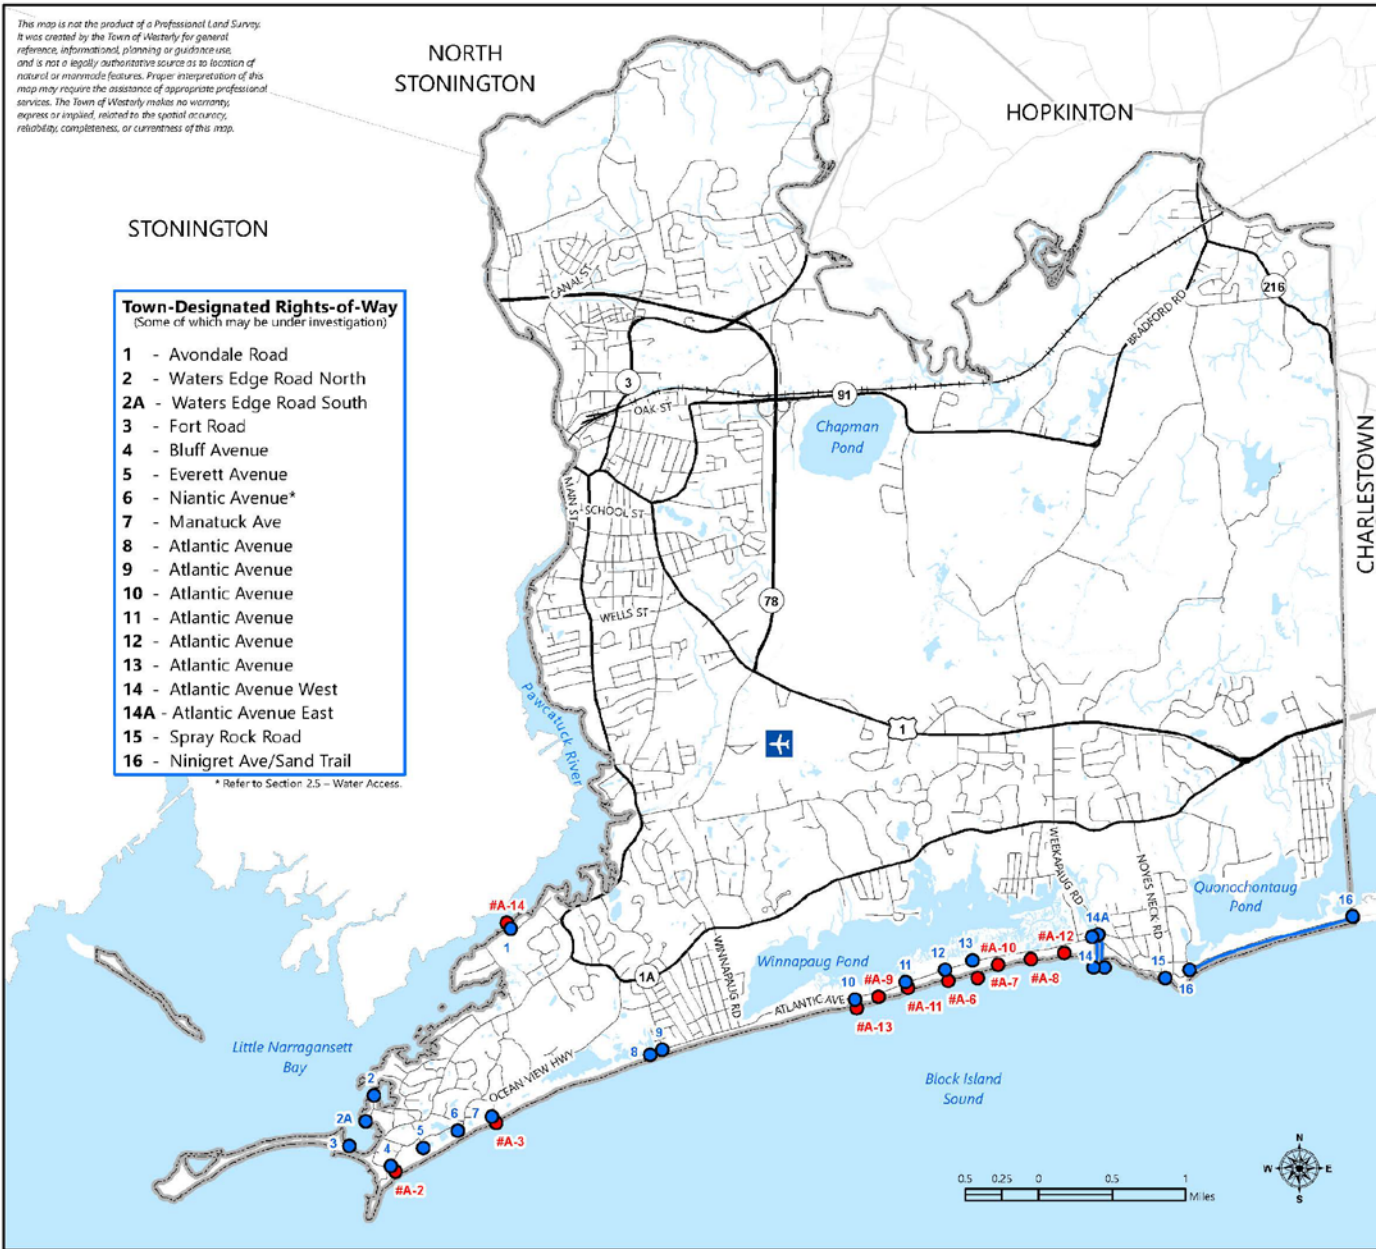 This map is not the product of a Professional Land Survey.
It was created by the Town of Westerly for general
reference, informational, planning or guidance use,
and is not a legally authoritative source as to location of
natural or manmade features. Proper interpretation of this
map may require the assistance of appropriate professional
services. The Town of Westerly makes no warranty,
express or implied, related to the spatial accuracy,
reliability, completeness, or currentness of this map.
NORTH
STONINGTON
HOPKINTON
STONINGTON
CHARLESTOWN
Town-Designated Rights-of-Way
(Some of which may be under investigation)
1 - Avondale Road
2 - Waters Edge Road North
2A - Waters Edge Road South
3 - Fort Road
4 - Bluff Avenue
5 - Everett Avenue
6 - Niantic Avenue*
7 - Manatuck Ave
8 - Atlantic Avenue
9 - Atlantic Avenue
10 - Atlantic Avenue
11 - Atlantic Avenue
12 - Atlantic Avenue
13 - Atlantic Avenue
14 - Atlantic Avenue West
14A - Atlantic Avenue East
15 - Spray Rock Road
16 - Ninigret Ave/Sand Trail
* Refer to Section 2.5 – Water Access.
CANAL ST
216
BRADFORD RD
3
OAK ST
91
Chapman
Pond
MAIN ST
SCHOOL ST
78
WELLS ST
Pawcatuck River
1
WEEKAPAUG RD
NOYES NECK RD
Quonochontaug
Pond
#A-14
1
1A
WINNAPAUG RD
Winnapaug Pond
ATLANTIC AVE
10
#A-13
#A-9
11
#A-11
12
#A-6
13
#A-7
#A-10
#A-8
#A-12
14A
14
15
16
16
OCEAN VIEW HWY
8
9
Little Narragansett
Bay
2
2A
3
4
#A-2
5
6
7
#A-3
Block Island
Sound
0.5 0.25 0 0.5 1
Miles
N
W E
S